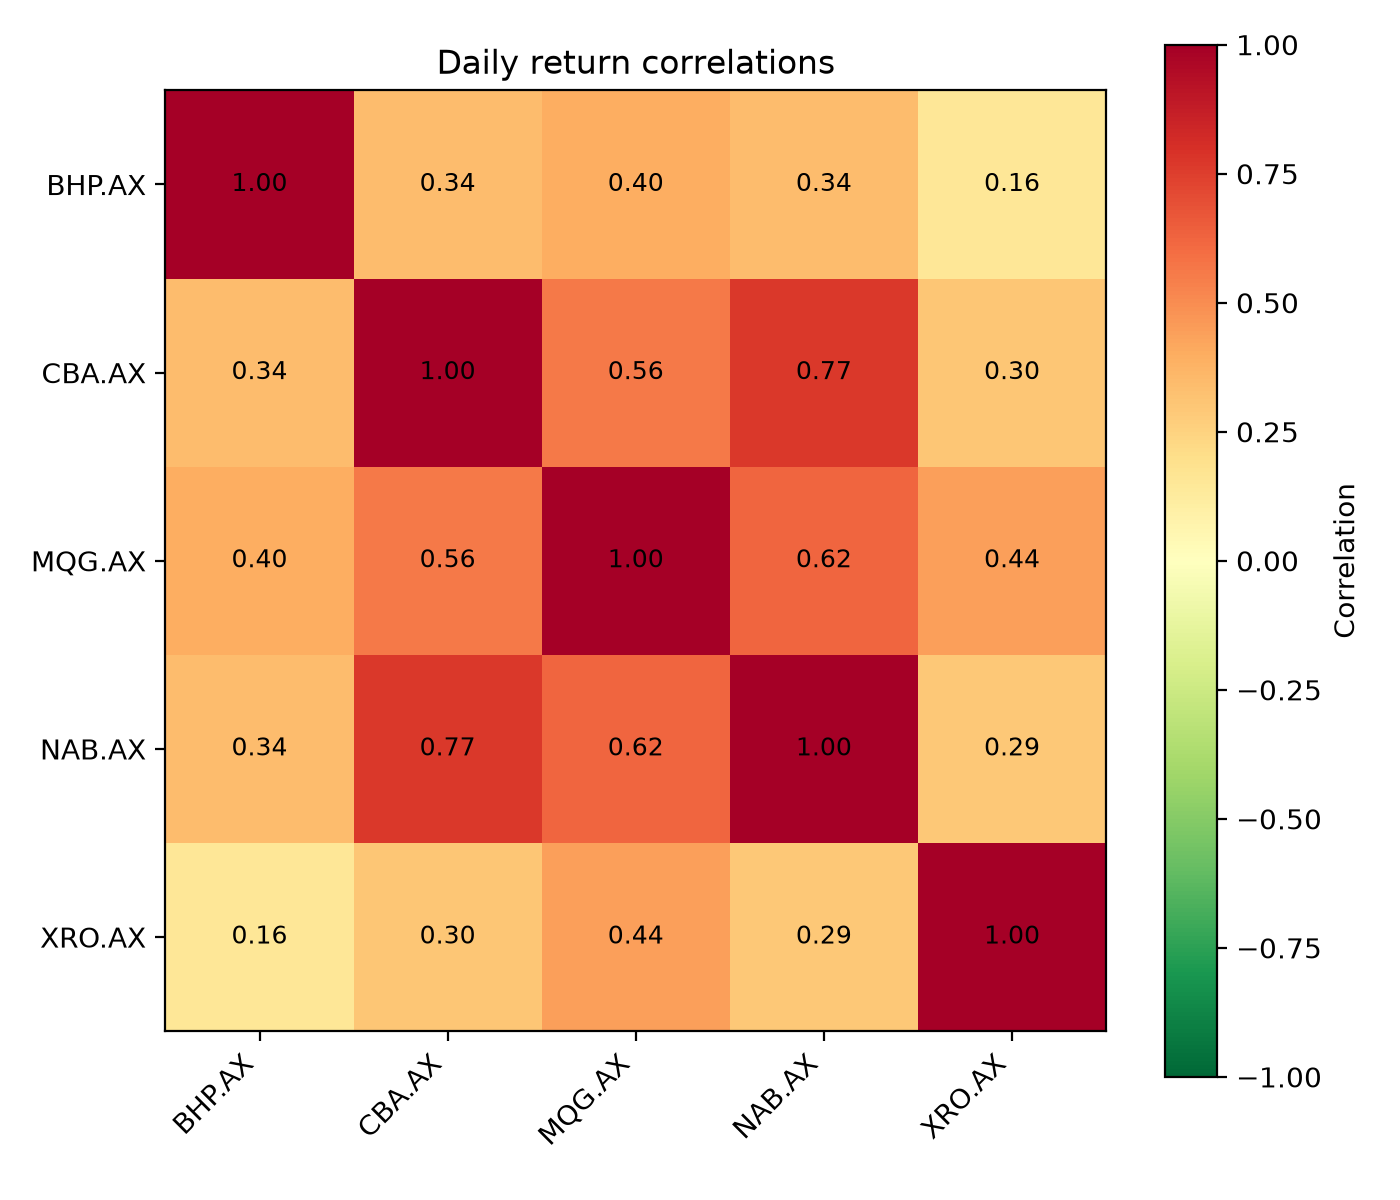 Daily return correlations
BHP.AX 1.00 0.34 0.40 0.34 0.16
CBA.AX 0.34 1.00 0.56 0.77 0.30
MQG.AX 0.40 0.56 1.00 0.62 0.44
NAB.AX 0.34 0.77 0.62 1.00 0.29
XRO.AX 0.16 0.30 0.44 0.29 1.00
BHP.AX CBA.AX MQG.AX NAB.AX XRO.AX
1.00
0.75
0.50
0.25
0.00
−0.25
−0.50
−0.75
−1.00
Correlation